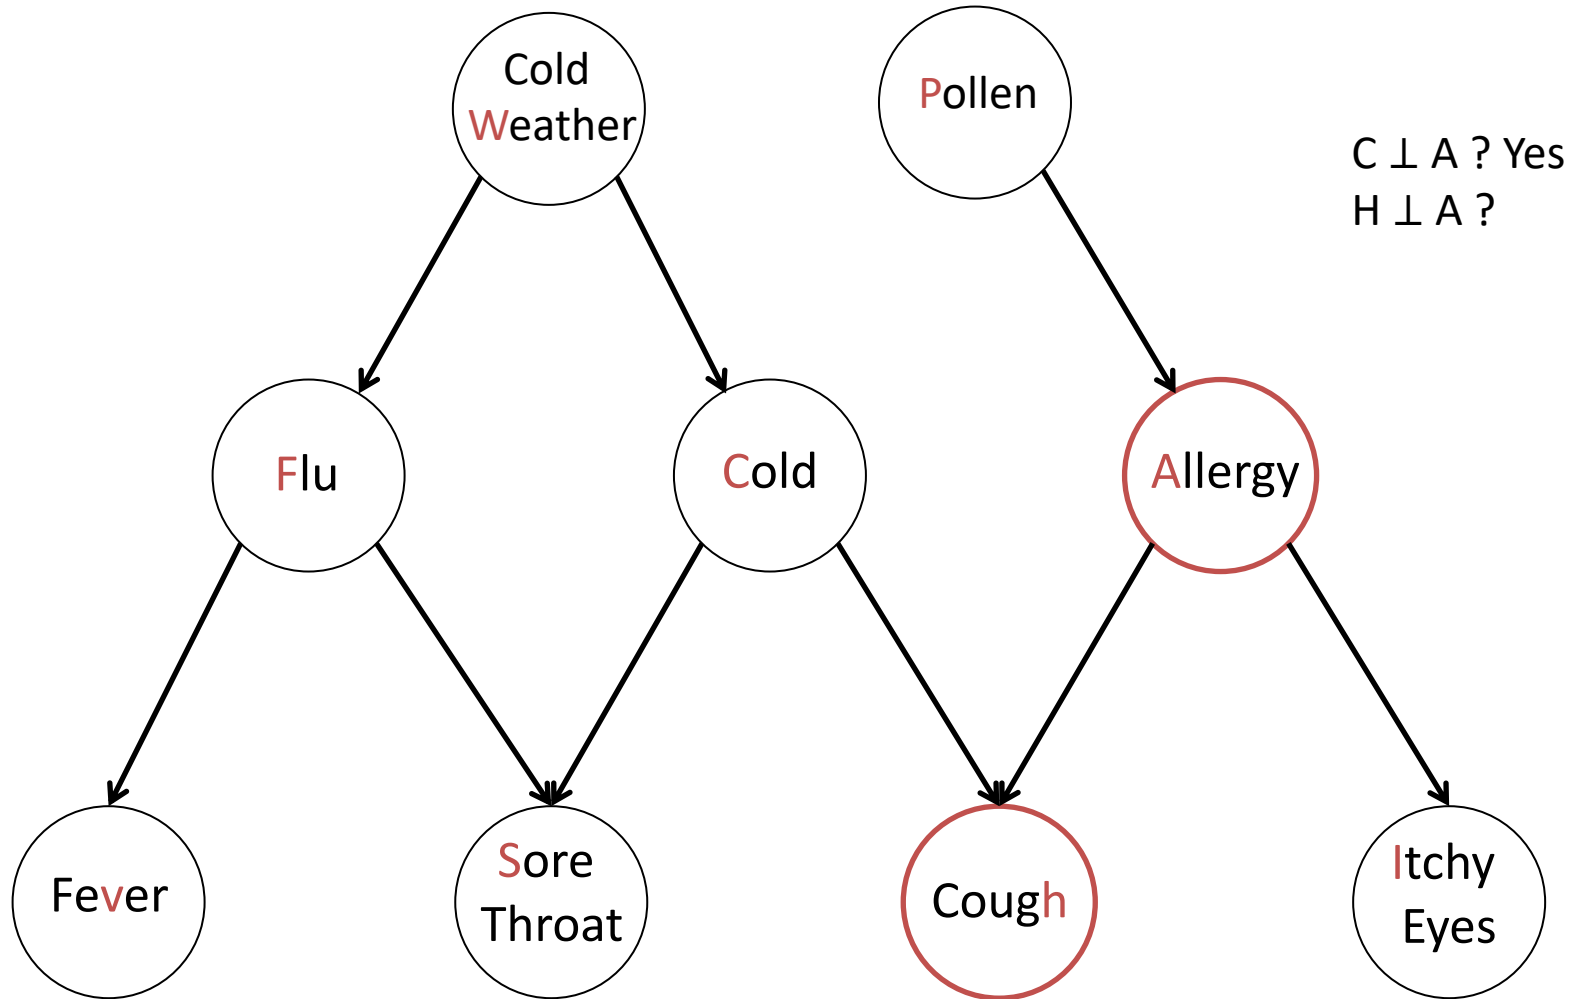 Cold
Weather
Pollen
C ⊥ A ? Yes
H ⊥ A ?
Flu
Cold
Allergy
Fever
Sore
Throat
Cough
Itchy
Eyes